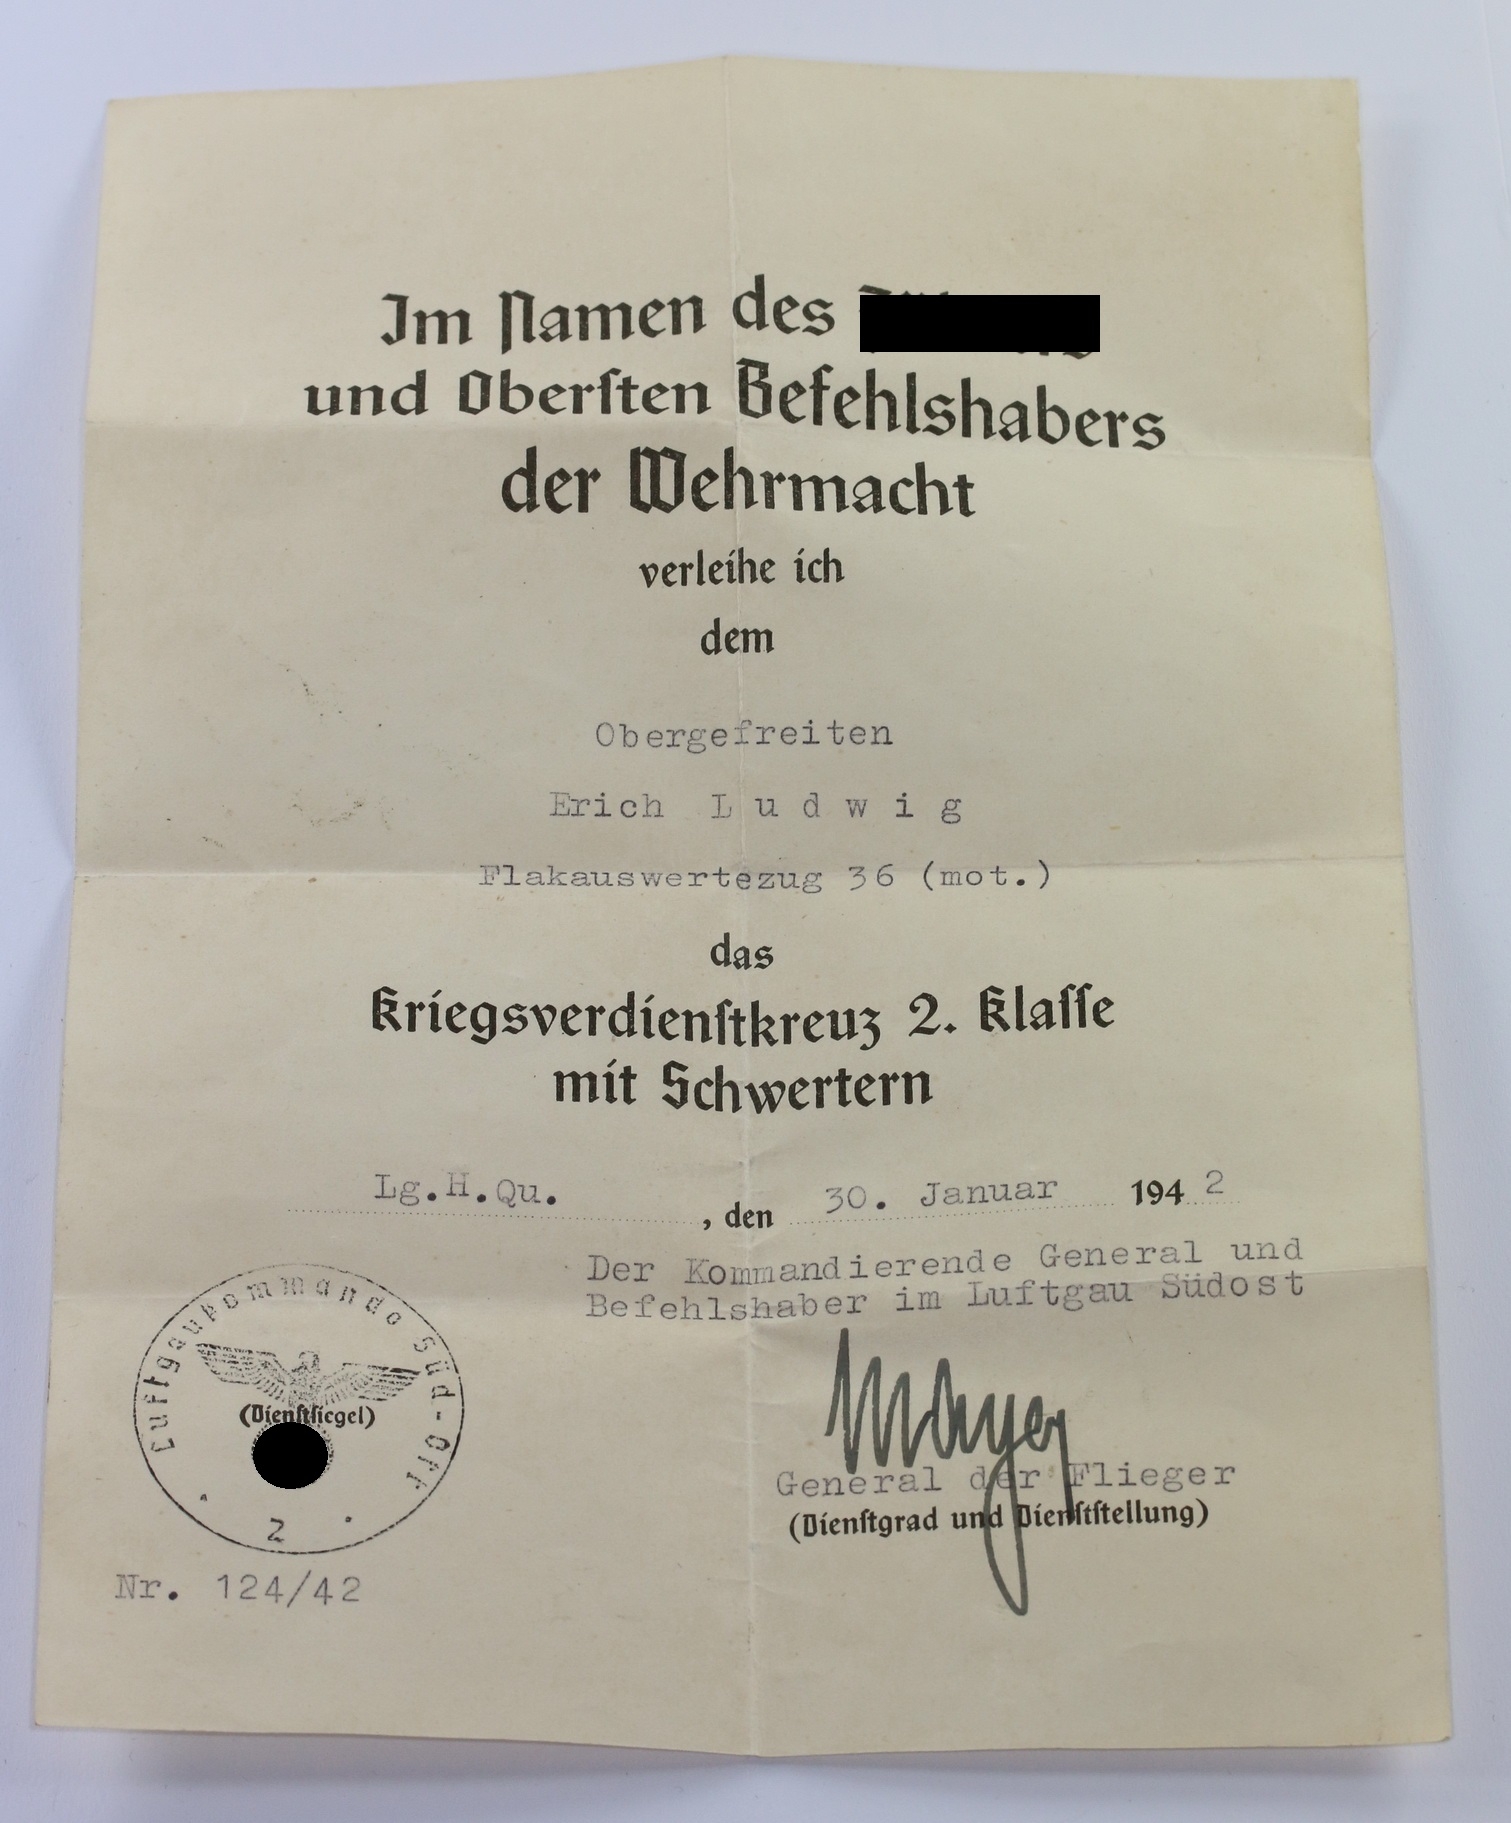 Im Namen des
und Oberſten Befehlshabers
der Wehrmacht
verleihe ich
dem
Obergefreiten
Erich Ludwig
Flakauswertezug 36 (mot.)
das
Kriegsverdienſtkreuz 2. Klaſſe
mit Schwertern
Lg.H.Qu. , den 30. Januar 1942
Der Kommandierende General und
Befehlshaber im Luftgau Südost
Luftgaukommando Süd-Oſt
(Dienſtſiegel)
2
Mayer
General der Flieger
(Dienſtgrad und Dienſtſtellung)
Nr. 124/42